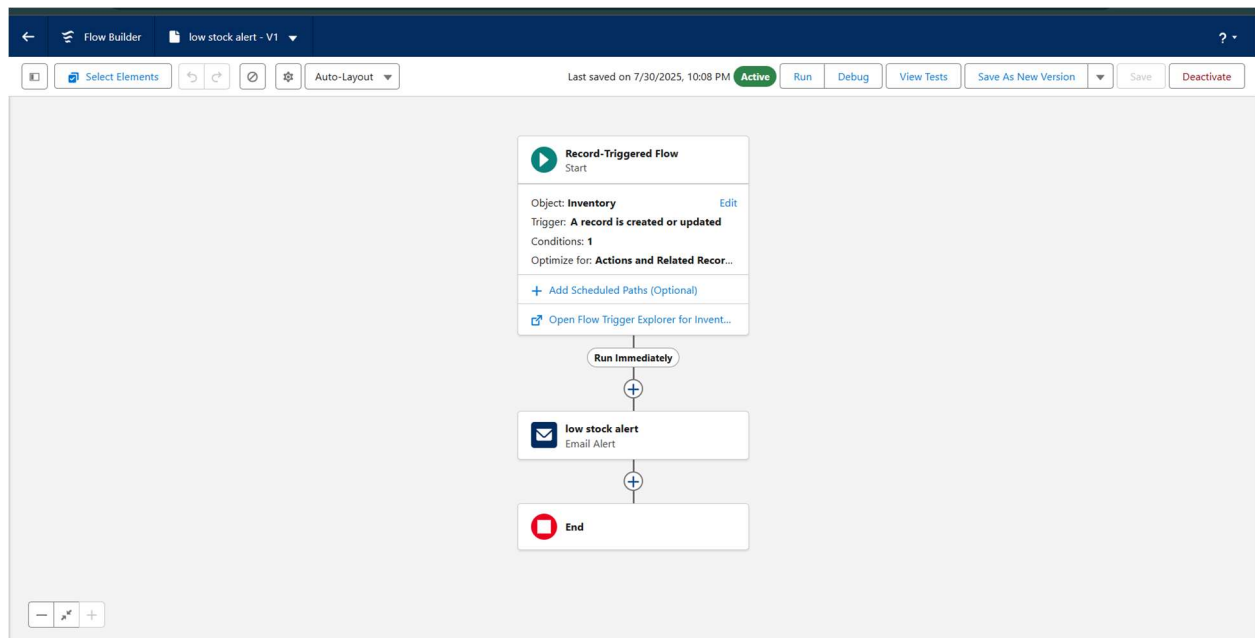 Flow Builder
low stock alert - V1
?
Select Elements
Auto-Layout
Last saved on 7/30/2025, 10:08 PM
Active
Run
Debug
View Tests
Save As New Version
Save
Deactivate
Record-Triggered Flow
Start
Object: Inventory
Edit
Trigger: A record is created or updated
Conditions: 1
Optimize for: Actions and Related Recor...
+ Add Scheduled Paths (Optional)
Open Flow Trigger Explorer for Invent...
Run Immediately
low stock alert
Email Alert
End